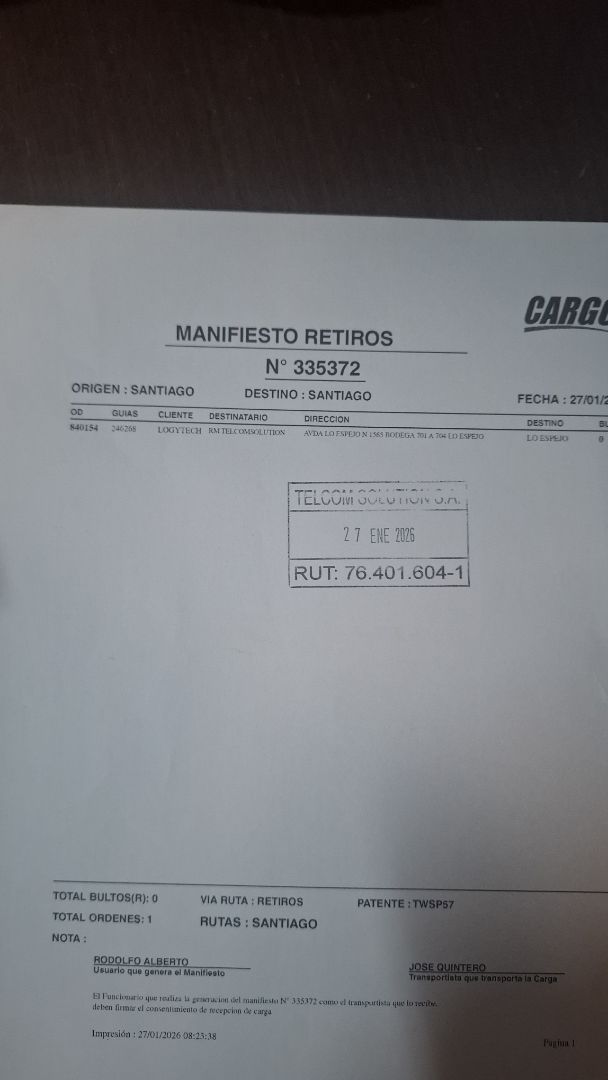 CARGO
MANIFIESTO RETIROS
N° 335372
ORIGEN : SANTIAGO DESTINO : SANTIAGO FECHA : 27/01/2
OD GUIAS CLIENTE DESTINATARIO DIRECCION DESTINO BU
840154 246268 LOGYTECH RM TELCOMSOLUTION AVDA LO ESPEJO N 1565 BODEGA 701 A 704 LO ESPEJO LO ESPEJO 0
TELCOM SOLUTION S.A.
27 ENE 2026
RUT: 76.401.604-1
TOTAL BULTOS(R): 0 VIA RUTA : RETIROS PATENTE : TWSP57
TOTAL ORDENES: 1 RUTAS : SANTIAGO
NOTA :
RODOLFO ALBERTO JOSE QUINTERO
Usuario que genera el Manifiesto Transportista que transporta la Carga
El Funcionario que realiza la generacion del manifiesto N° 335372 como el transportista que lo recibe,
deben firmar el consentimiento de recepcion de carga
Impresión : 27/01/2026 08:23:38 Pagina 1